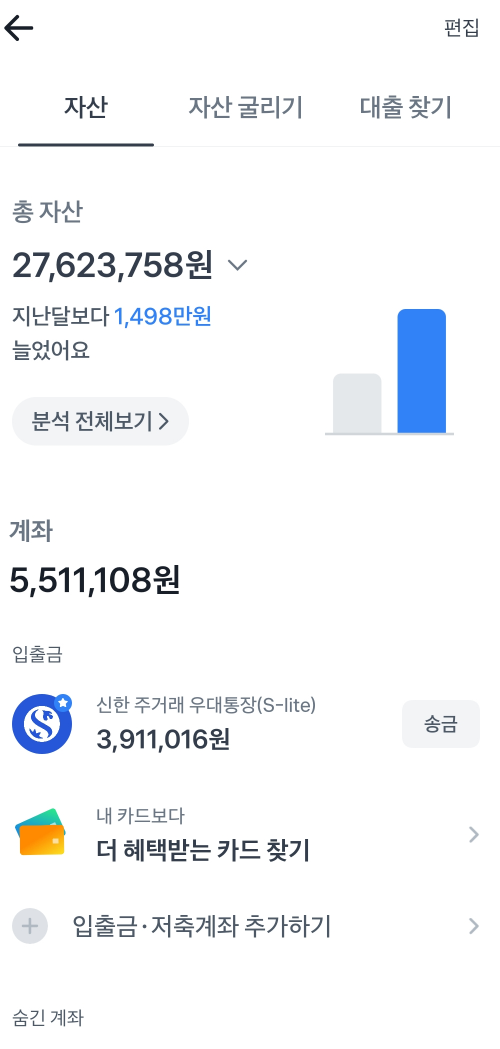 편집
자산 자산 굴리기 대출 찾기
총 자산
27,623,758원
지난달보다 1,498만원
늘었어요
분석 전체보기
계좌
5,511,108원
입출금
신한 주거래 우대통장(S-lite)
3,911,016원
송금
내 카드보다
더 혜택받는 카드 찾기
입출금·저축계좌 추가하기
숨긴 계좌